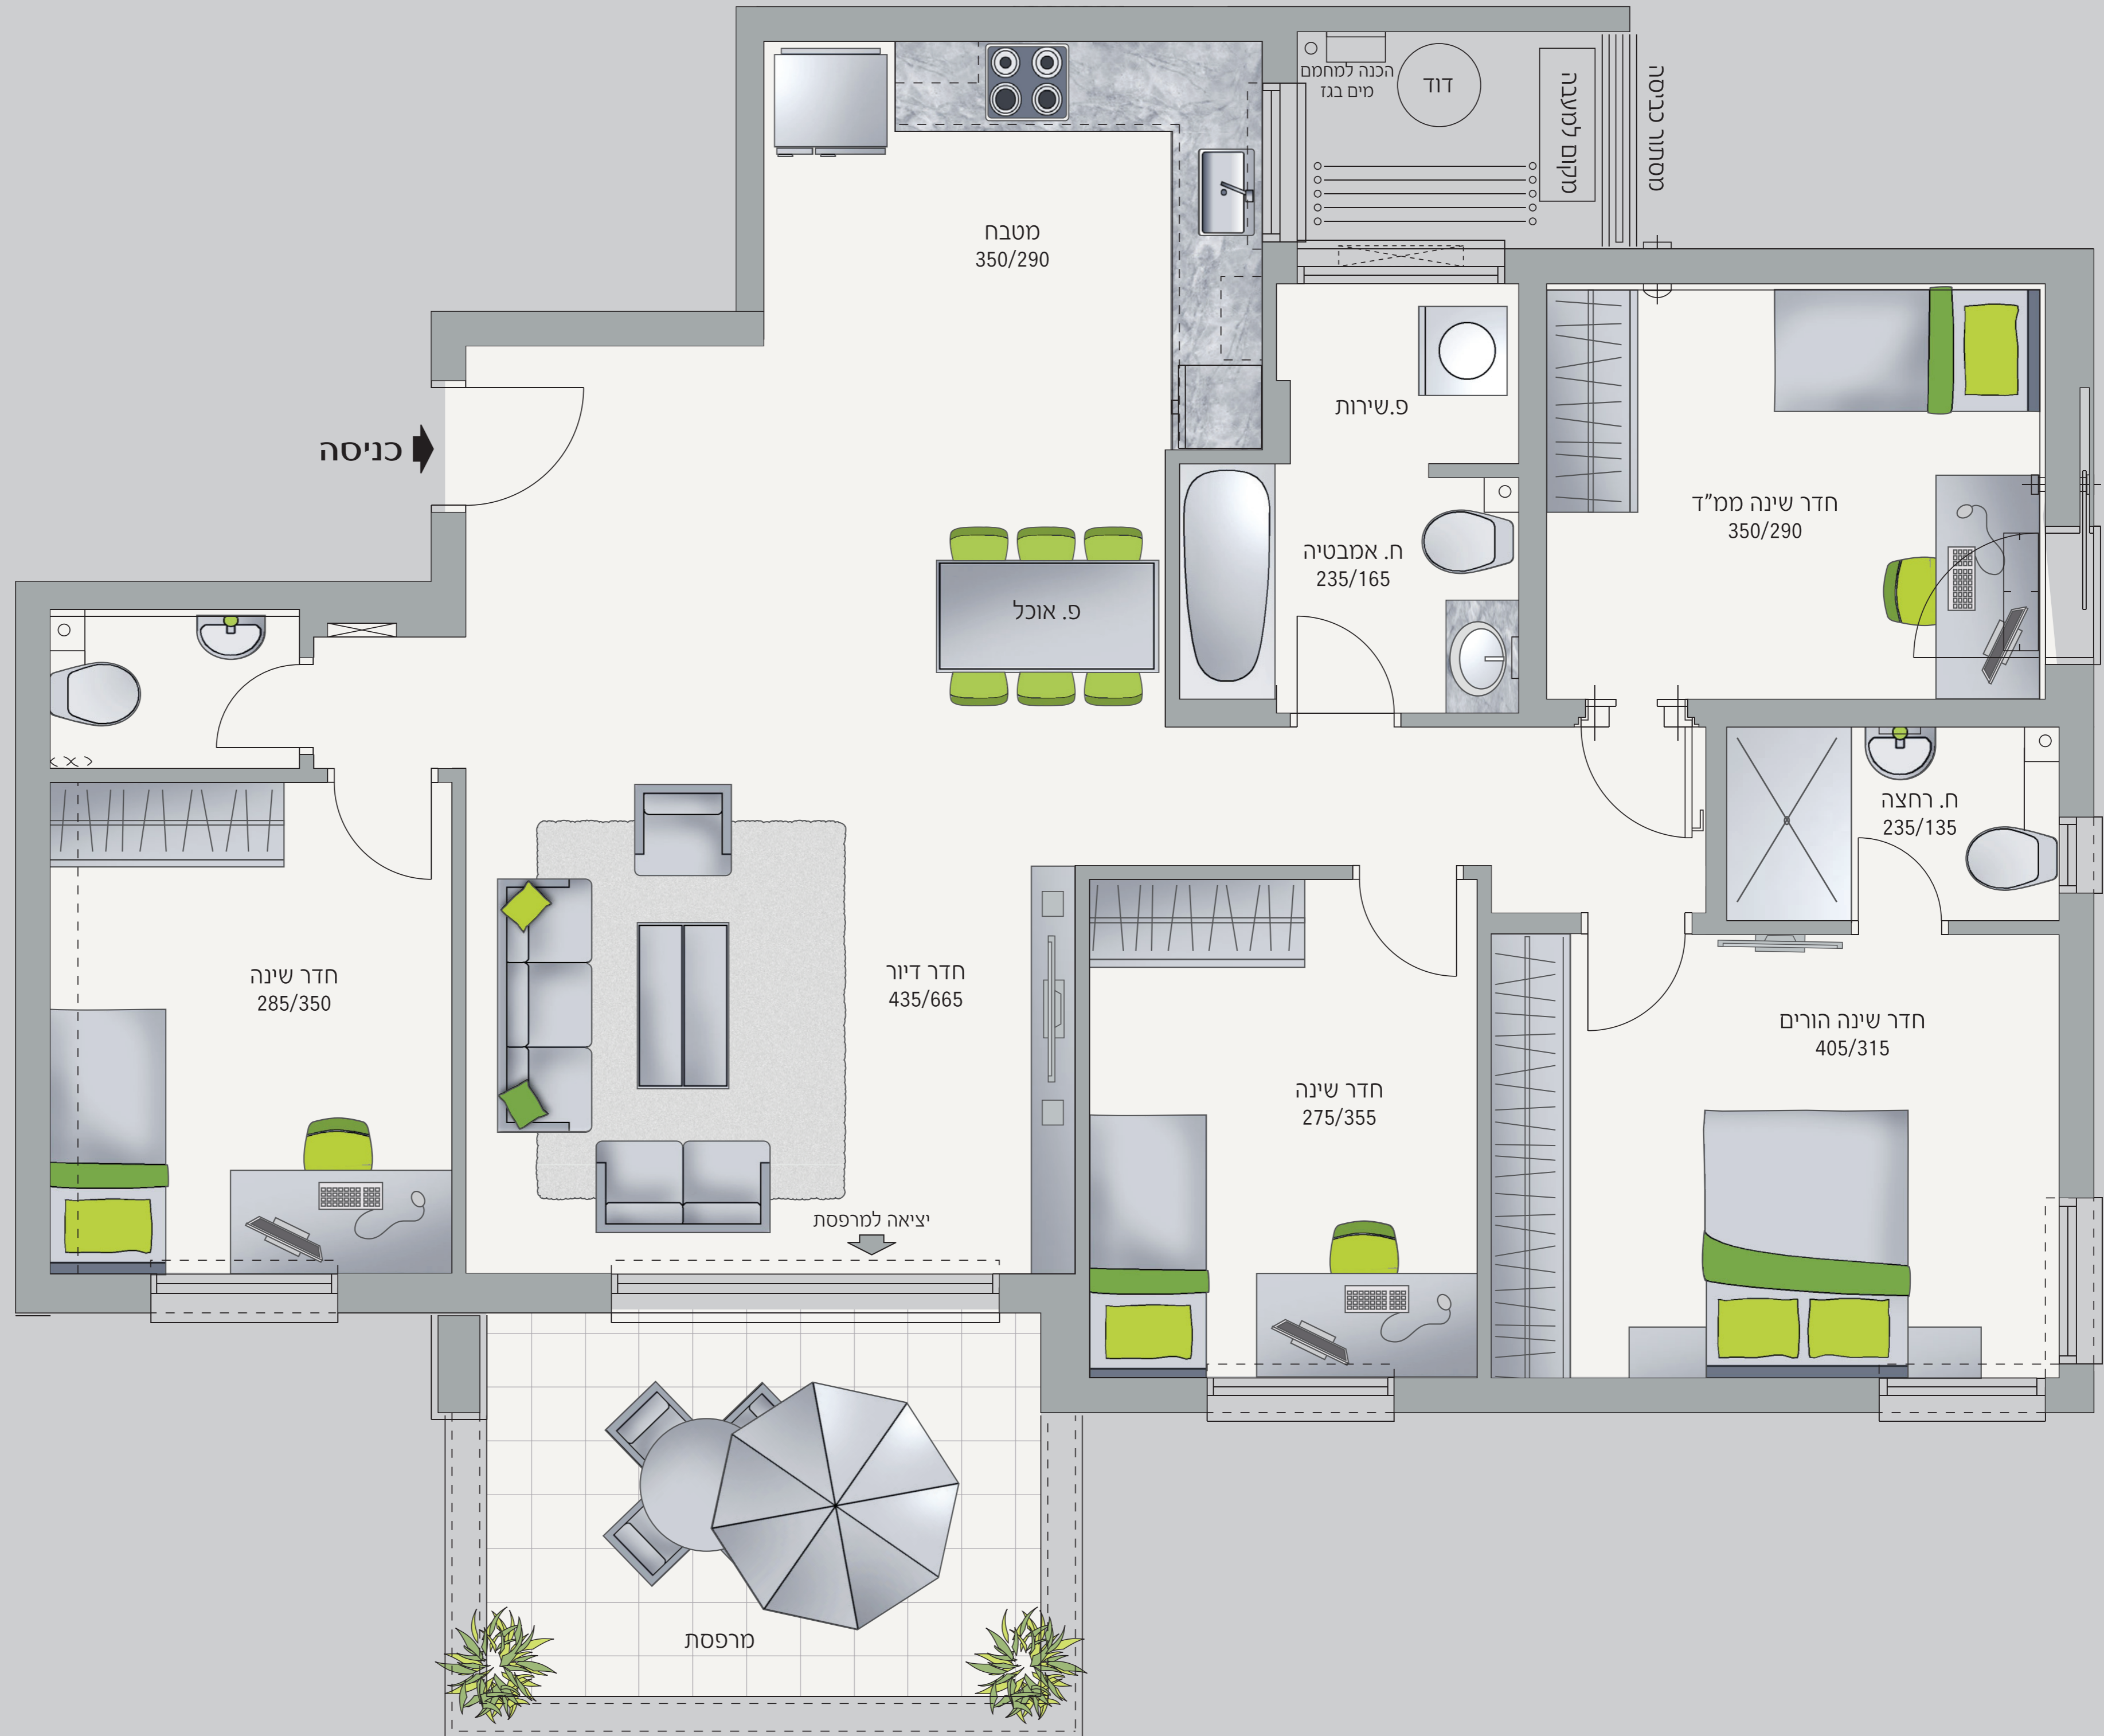 הכנה למחמם
מים בגז
דוד
מקום למעבה
מסתור כביסה
מטבח
350/290
פ.שירות
כניסה
חדר שינה ממ"ד
350/290
ח. אמבטיה
235/165
פ. אוכל
ח. רחצה
235/135
חדר שינה
285/350
חדר דיור
435/665
חדר שינה הורים
405/315
חדר שינה
275/355
יציאה למרפסת
מרפסת